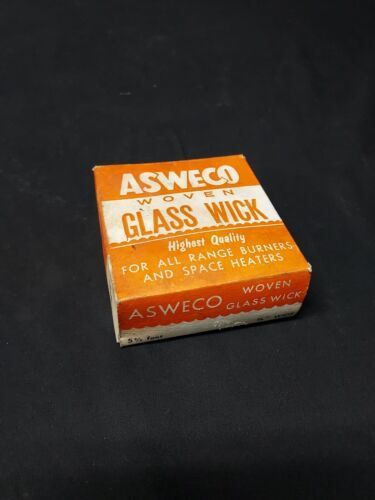 ASWECO
WOVEN
GLASS WICK
Highest Quality
FOR ALL RANGE BURNERS
AND SPACE HEATERS
ASWECO WOVEN
GLASS WICK